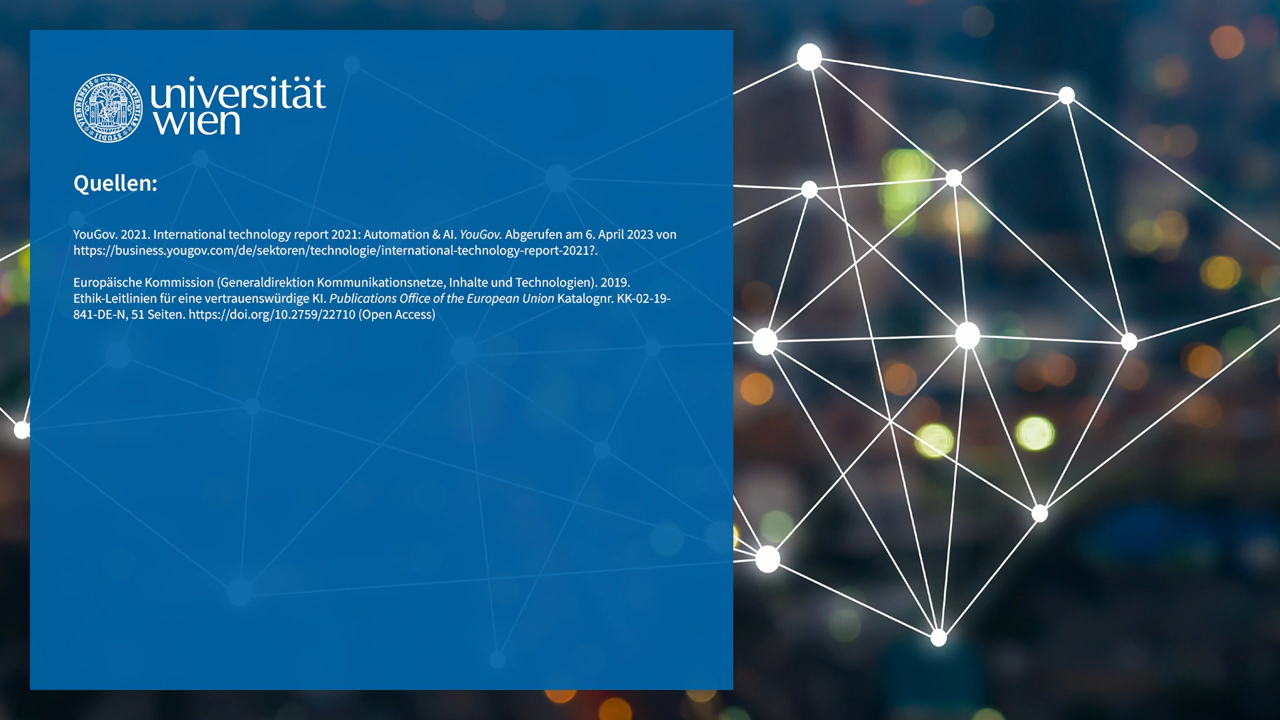 universität
wien
Quellen:
YouGov. 2021. International technology report 2021: Automation & AI. YouGov. Abgerufen am 6. April 2023 von
https://business.yougov.com/de/sektoren/technologie/international-technology-report-2021?.
Europäische Kommission (Generaldirektion Kommunikationsnetze, Inhalte und Technologien). 2019.
Ethik-Leitlinien für eine vertrauenswürdige KI. Publications Office of the European Union Katalognr. KK-02-19-
841-DE-N, 51 Seiten. https://doi.org/10.2759/22710 (Open Access)